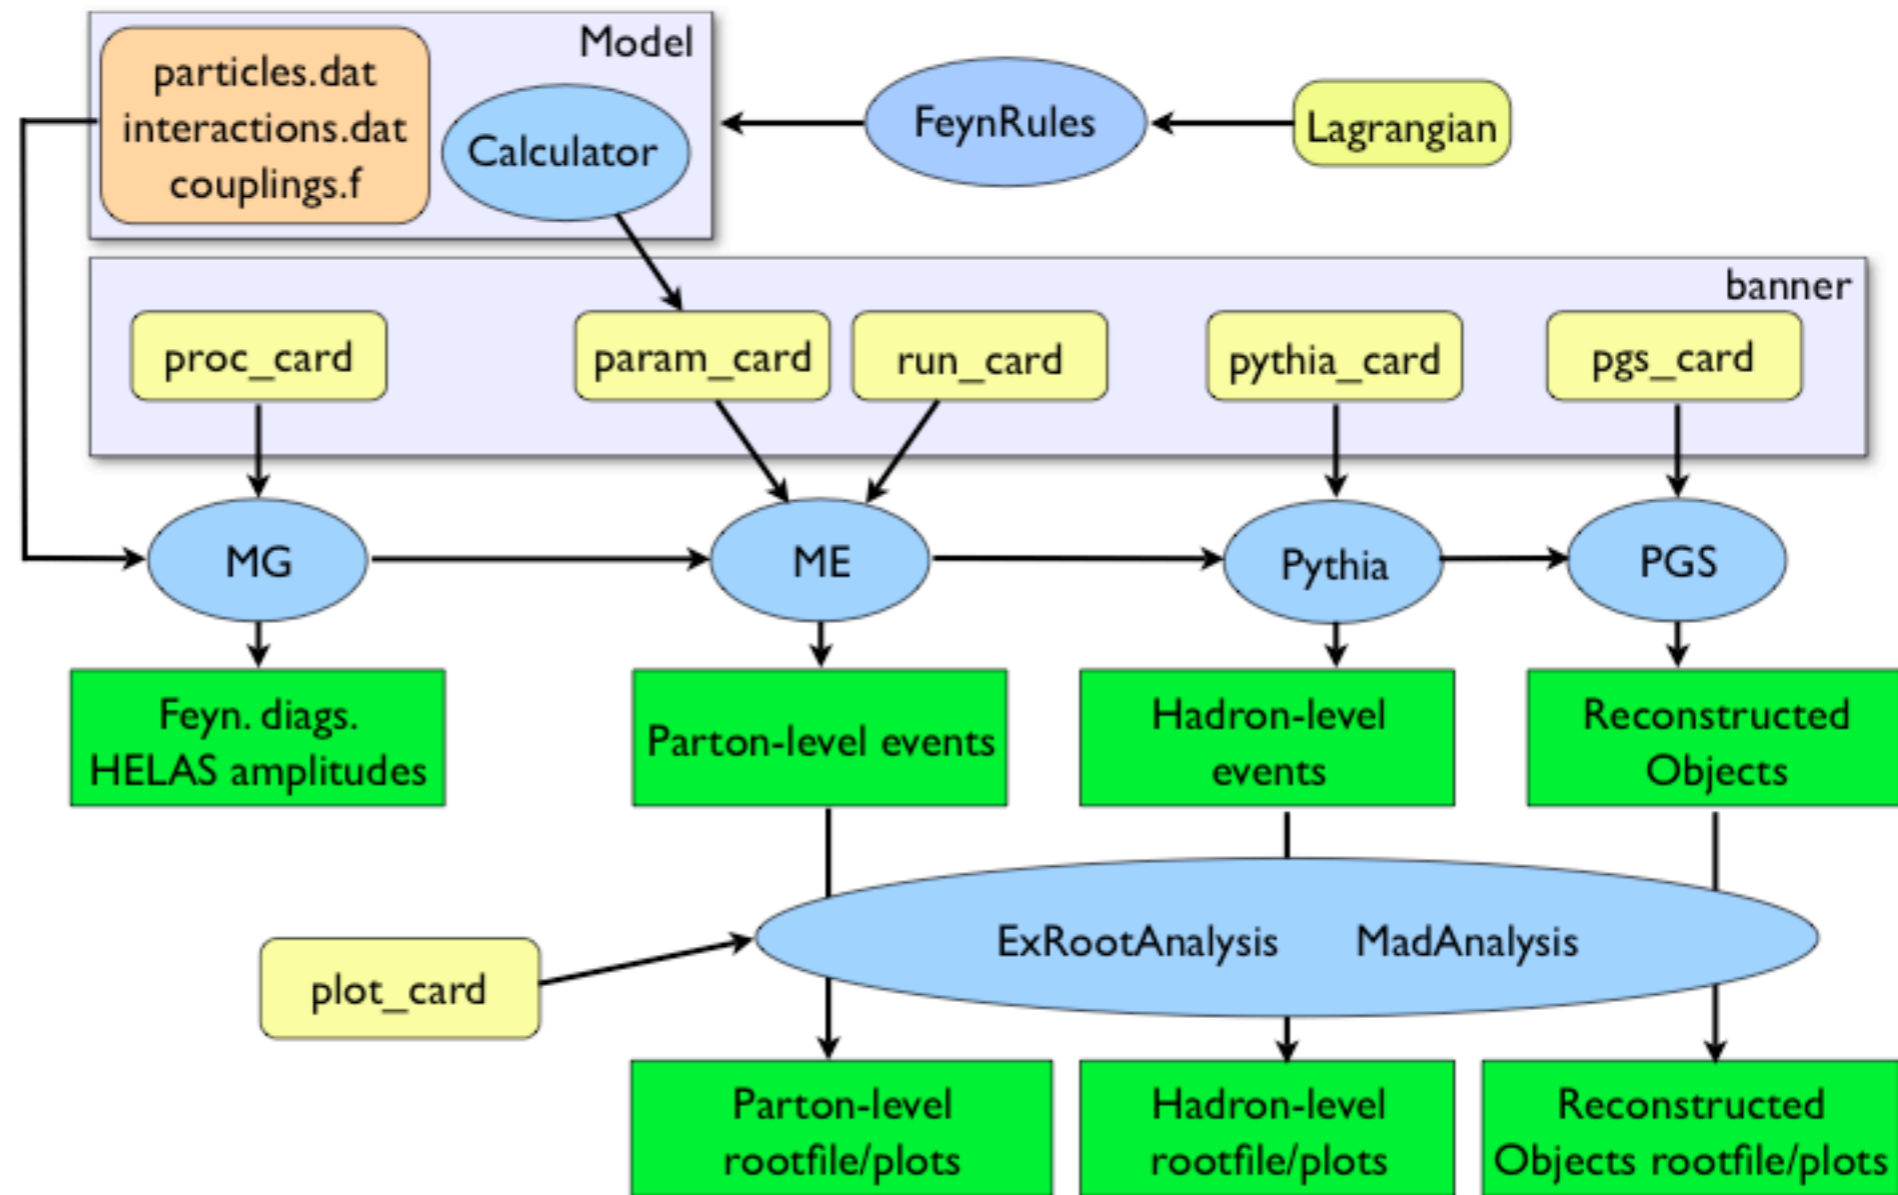 Model
particles.dat
interactions.dat
couplings.f
Calculator
FeynRules
Lagrangian
banner
proc_card
param_card
run_card
pythia_card
pgs_card
MG
ME
Pythia
PGS
Feyn. diags.
HELAS amplitudes
Parton-level events
Hadron-level
events
Reconstructed
Objects
ExRootAnalysis MadAnalysis
plot_card
Parton-level
rootfile/plots
Hadron-level
rootfile/plots
Reconstructed
Objects rootfile/plots